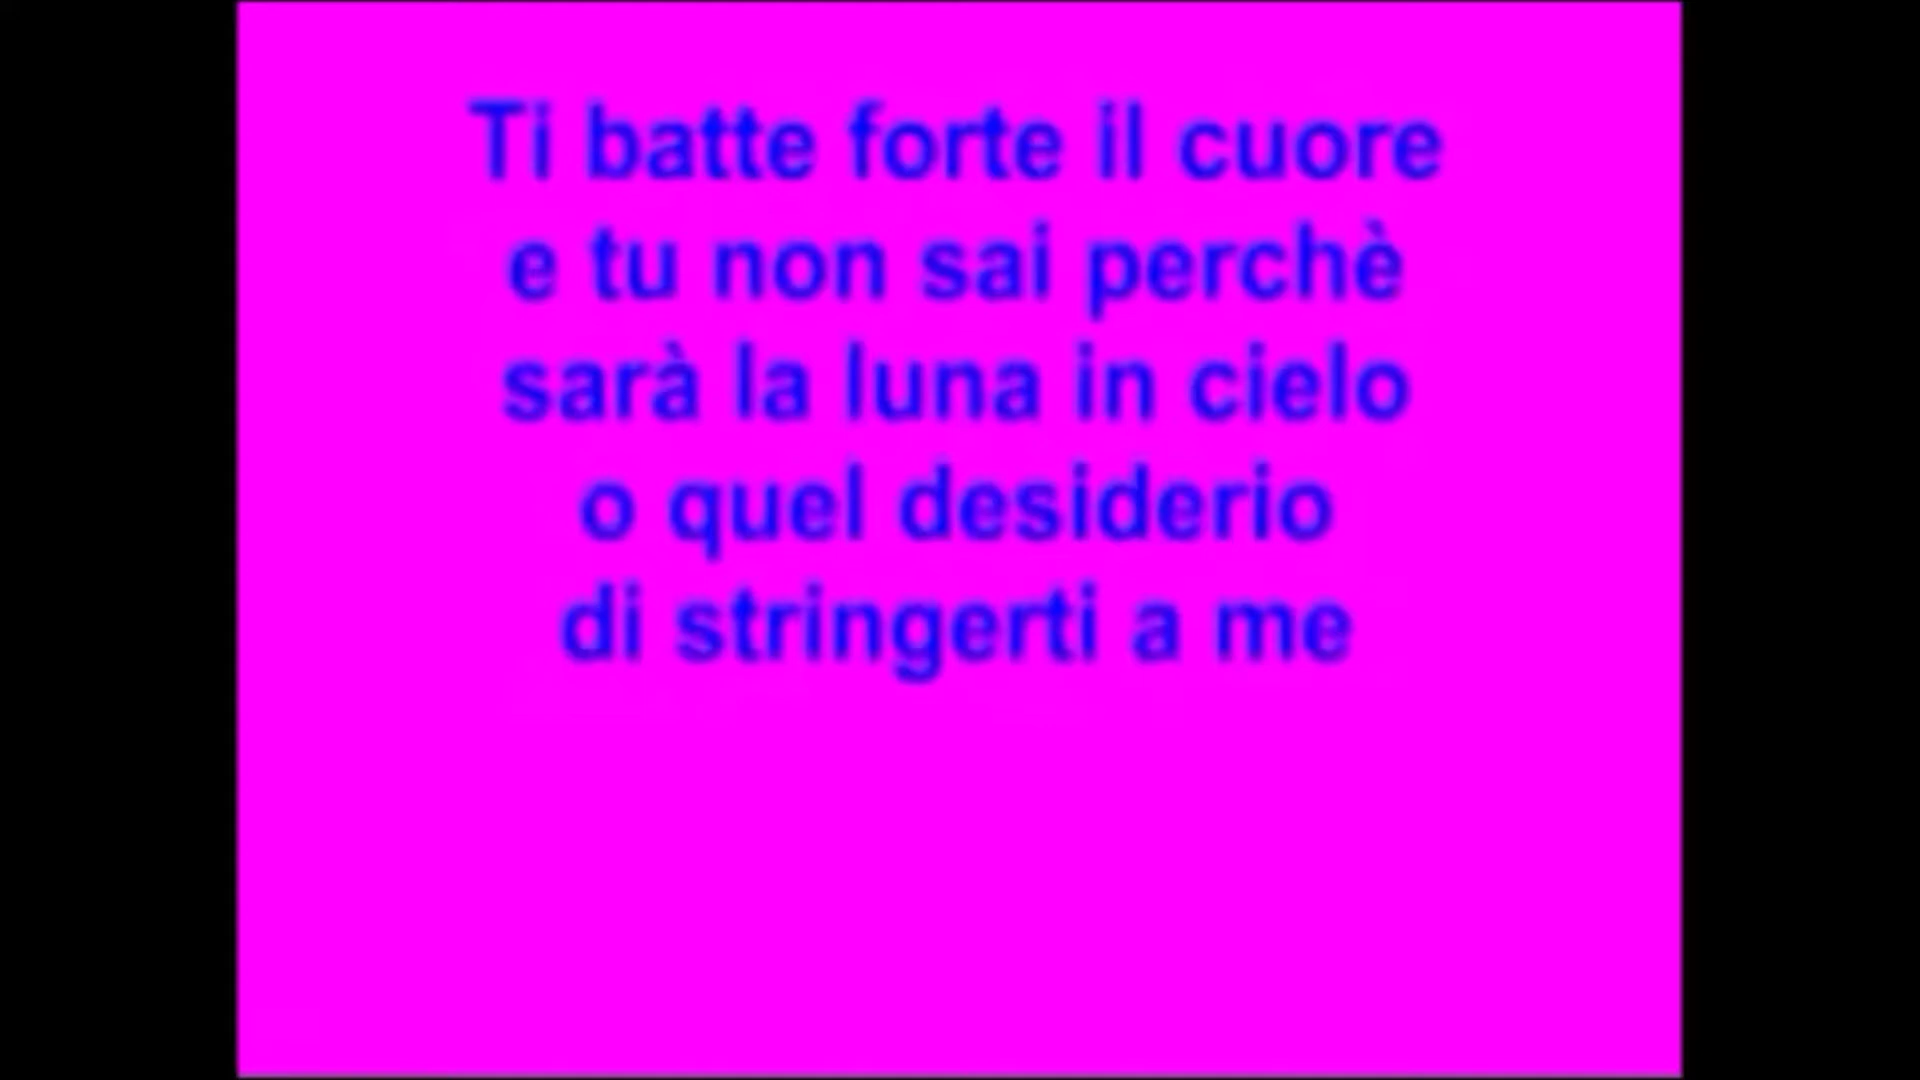 Ti batte forte il cuore
e tu non sai perchè
sarà la luna in cielo
o quel desiderio
di stringerti a me